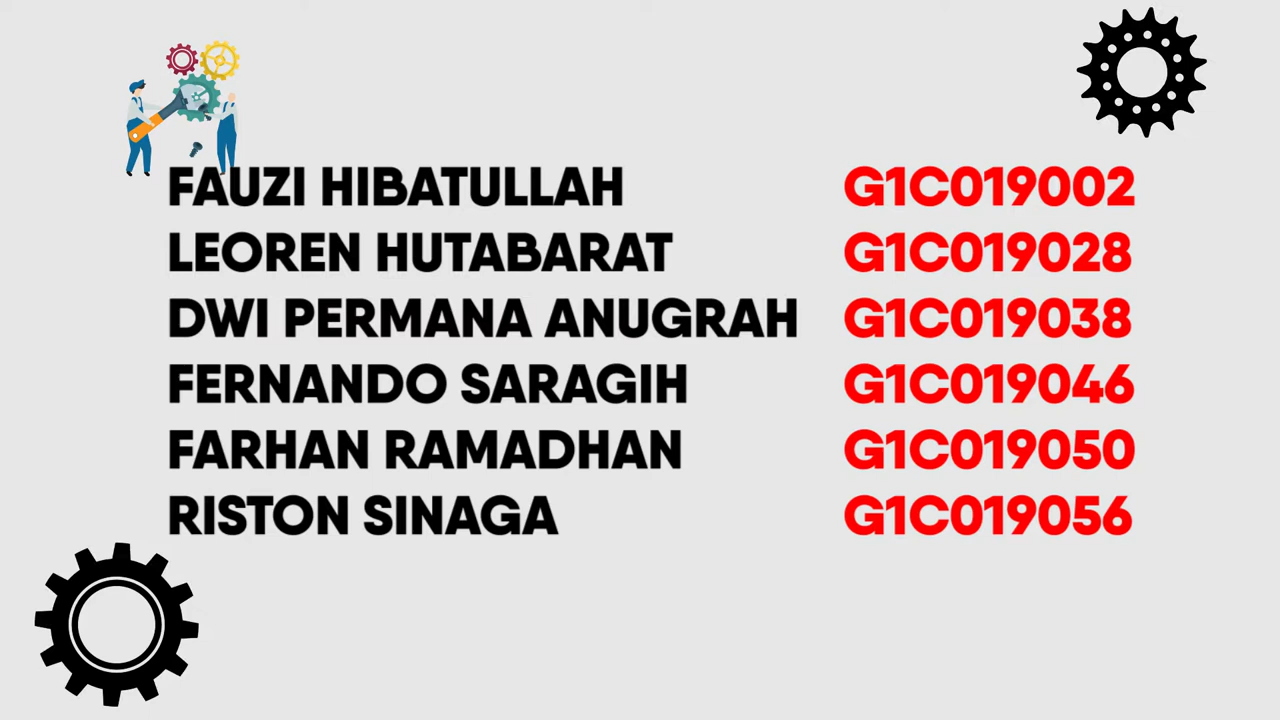 FAUZI HIBATULLAH G1C019002
LEOREN HUTABARAT G1C019028
DWI PERMANA ANUGRAH G1C019038
FERNANDO SARAGIH G1C019046
FARHAN RAMADHAN G1C019050
RISTON SINAGA G1C019056